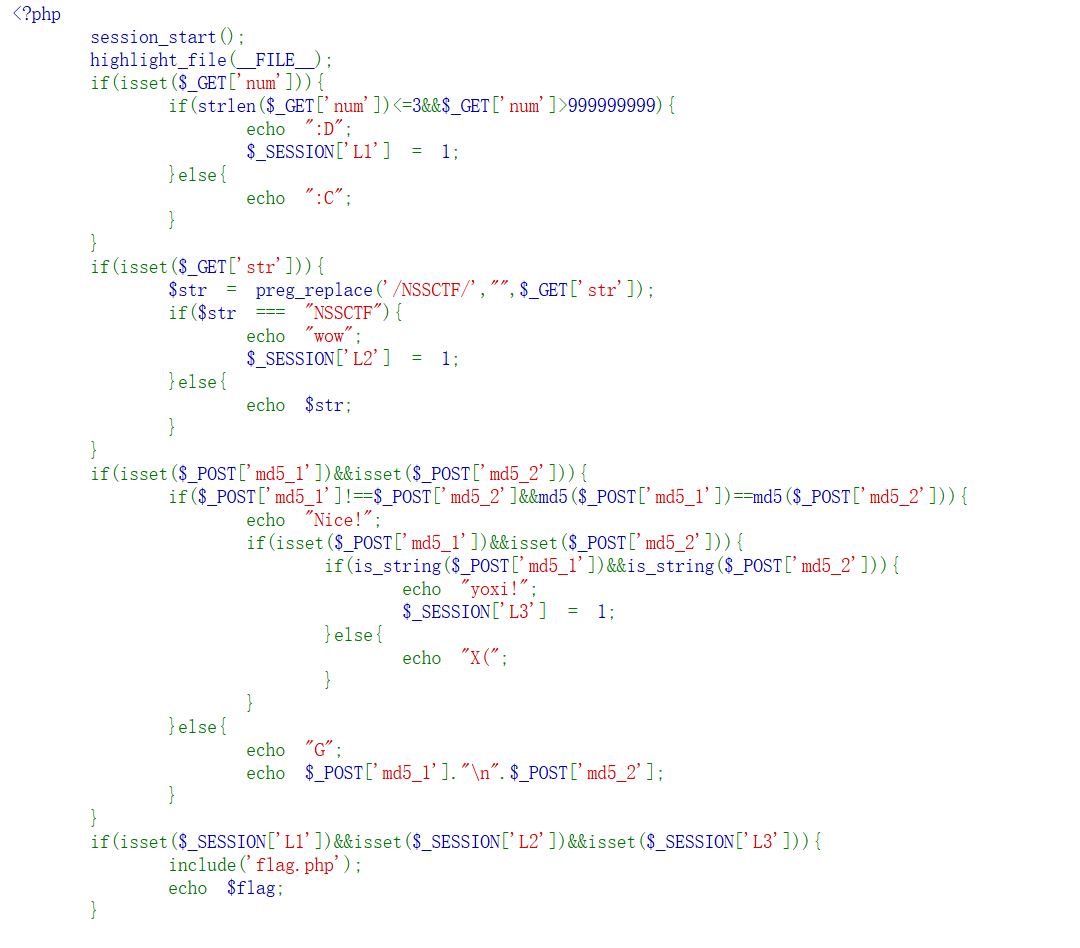 <?php
        session_start();
        highlight_file(__FILE__);
        if(isset($_GET['num'])){
                if(strlen($_GET['num'])<=3&&$_GET['num']>999999999){
                        echo ":D";
                        $_SESSION['L1'] = 1;
                }else{
                        echo ":C";
                }
        }
        if(isset($_GET['str'])){
                $str = preg_replace('/NSSCTF/',"",$_GET['str']);
                if($str === "NSSCTF"){
                        echo "wow";
                        $_SESSION['L2'] = 1;
                }else{
                        echo $str;
                }
        }
        if(isset($_POST['md5_1'])&&isset($_POST['md5_2'])){
                if($_POST['md5_1']!==$_POST['md5_2']&&md5($_POST['md5_1'])==md5($_POST['md5_2'])){
                        echo "Nice!";
                        if(isset($_POST['md5_1'])&&isset($_POST['md5_2'])){
                                if(is_string($_POST['md5_1'])&&is_string($_POST['md5_2'])){
                                        echo "yoxi!";
                                        $_SESSION['L3'] = 1;
                                }else{
                                        echo "X(";
                                }
                        }
                }else{
                        echo "G";
                        echo $_POST['md5_1']."\n".$_POST['md5_2'];
                }
        }
        if(isset($_SESSION['L1'])&&isset($_SESSION['L2'])&&isset($_SESSION['L3'])){
                include('flag.php');
                echo $flag;
        }